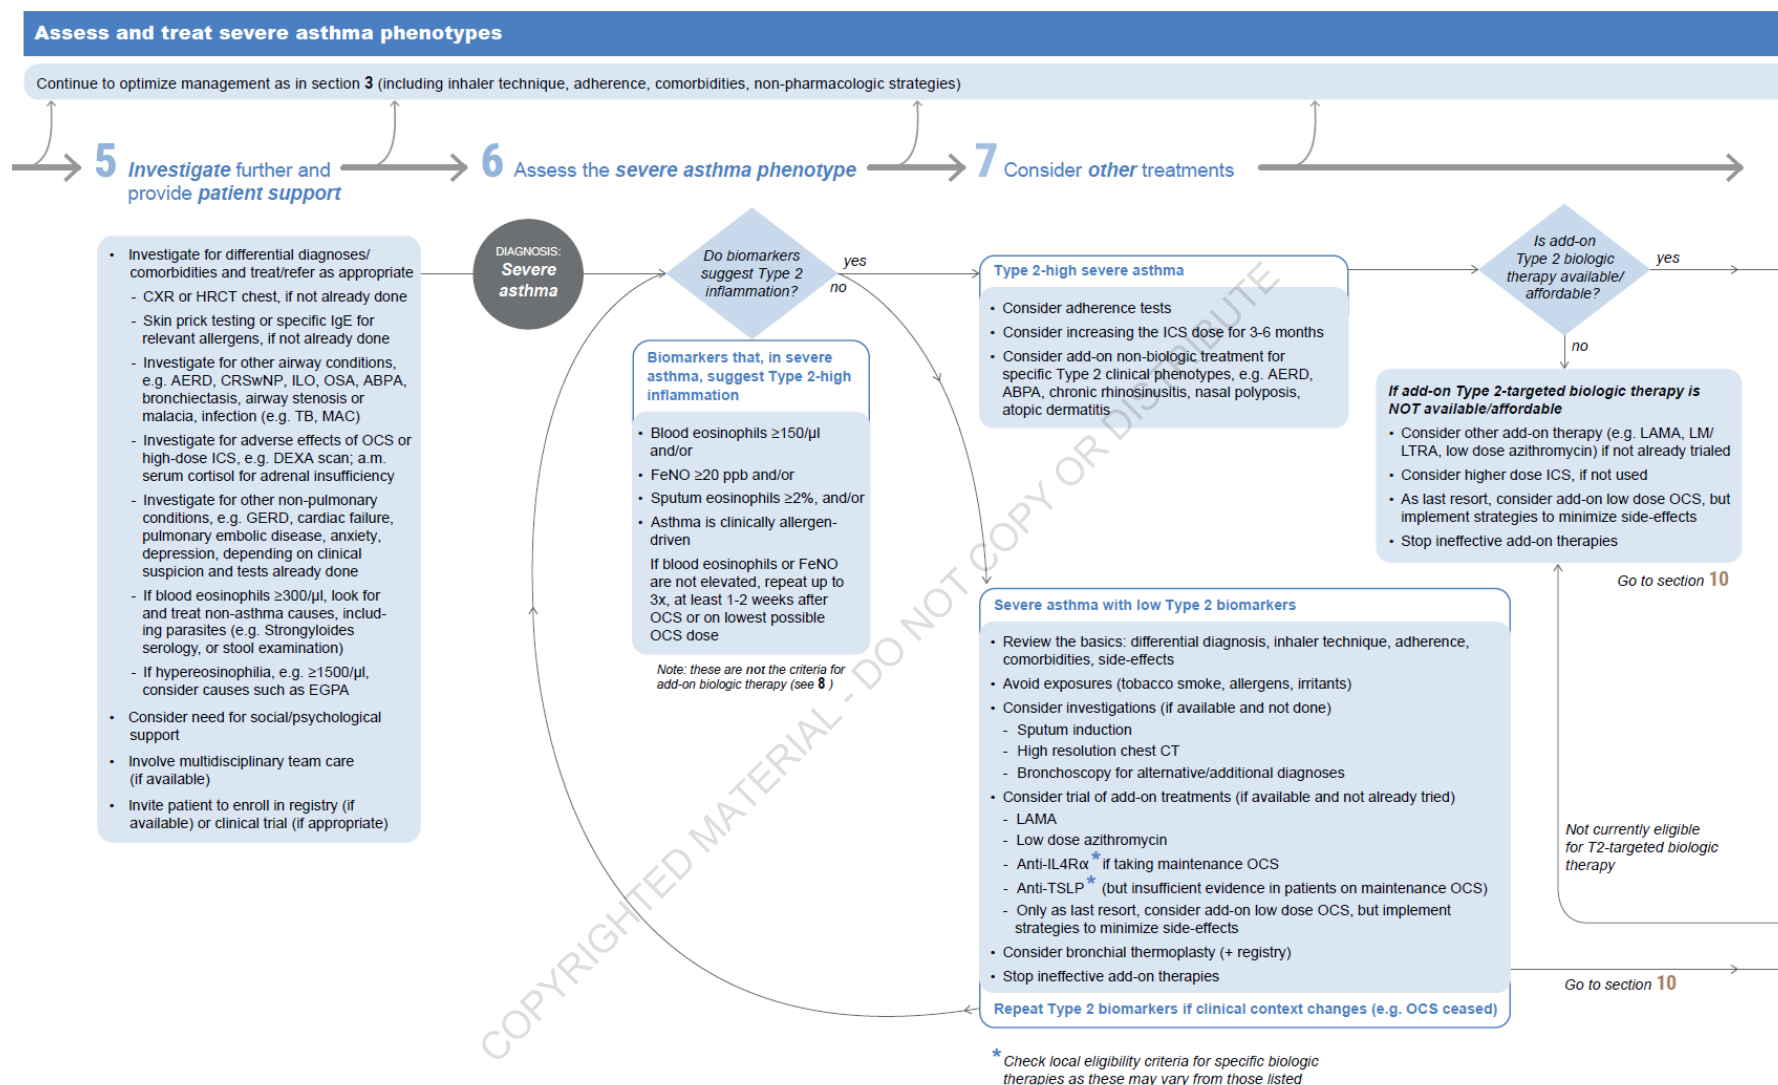 Assess and treat severe asthma phenotypes
Continue to optimize management as in section 3 (including inhaler technique, adherence, comorbidities, non-pharmacologic strategies)
5 Investigate further and
provide patient support
6 Assess the severe asthma phenotype
7 Consider other treatments
• Investigate for differential diagnoses/
comorbidities and treat/refer as appropriate
- CXR or HRCT chest, if not already done
- Skin prick testing or specific IgE for
relevant allergens, if not already done
- Investigate for other airway conditions,
e.g. AERD, CRSwNP, ILO, OSA, ABPA,
bronchiectasis, airway stenosis or
malacia, infection (e.g. TB, MAC)
- Investigate for adverse effects of OCS or
high-dose ICS, e.g. DEXA scan; a.m.
serum cortisol for adrenal insufficiency
- Investigate for other non-pulmonary
conditions, e.g. GERD, cardiac failure,
pulmonary embolic disease, anxiety,
depression, depending on clinical
suspicion and tests already done
- If blood eosinophils ≥300/μl, look for
and treat non-asthma causes, includ-
ing parasites (e.g. Strongyloides
serology, or stool examination)
- If hypereosinophilia, e.g. ≥1500/μl,
consider causes such as EGPA
• Consider need for social/psychological
support
• Involve multidisciplinary team care
(if available)
• Invite patient to enroll in registry (if
available) or clinical trial (if appropriate)
DIAGNOSIS:
Severe
asthma
Do biomarkers
suggest Type 2
inflammation?
yes
no
Biomarkers that, in severe
asthma, suggest Type 2-high
inflammation
• Blood eosinophils ≥150/μl
and/or
• FeNO ≥20 ppb and/or
• Sputum eosinophils ≥2%, and/or
• Asthma is clinically allergen-
driven
If blood eosinophils or FeNO
are not elevated, repeat up to
3x, at least 1-2 weeks after
OCS or on lowest possible
OCS dose
Note: these are not the criteria for
add-on biologic therapy (see 8 )
Type 2-high severe asthma
• Consider adherence tests
• Consider increasing the ICS dose for 3-6 months
• Consider add-on non-biologic treatment for
specific Type 2 clinical phenotypes, e.g. AERD,
ABPA, chronic rhinosinusitis, nasal polyposis,
atopic dermatitis
Severe asthma with low Type 2 biomarkers
• Review the basics: differential diagnosis, inhaler technique, adherence,
comorbidities, side-effects
• Avoid exposures (tobacco smoke, allergens, irritants)
• Consider investigations (if available and not done)
- Sputum induction
- High resolution chest CT
- Bronchoscopy for alternative/additional diagnoses
• Consider trial of add-on treatments (if available and not already tried)
- LAMA
- Low dose azithromycin
- Anti-IL4Rα* if taking maintenance OCS
- Anti-TSLP* (but insufficient evidence in patients on maintenance OCS)
- Only as last resort, consider add-on low dose OCS, but implement
strategies to minimize side-effects
• Consider bronchial thermoplasty (+ registry)
• Stop ineffective add-on therapies
Repeat Type 2 biomarkers if clinical context changes (e.g. OCS ceased)
* Check local eligibility criteria for specific biologic
therapies as these may vary from those listed
Is add-on
Type 2 biologic
therapy available/
affordable?
yes
no
If add-on Type 2-targeted biologic therapy is
NOT available/affordable
• Consider other add-on therapy (e.g. LAMA, LM/
LTRA, low dose azithromycin) if not already trialed
• Consider higher dose ICS, if not used
• As last resort, consider add-on low dose OCS, but
implement strategies to minimize side-effects
• Stop ineffective add-on therapies
Go to section 10
Not currently eligible
for T2-targeted biologic
therapy
Go to section 10
COPYRIGHTED MATERIAL - DO NOT COPY OR DISTRIBUTE